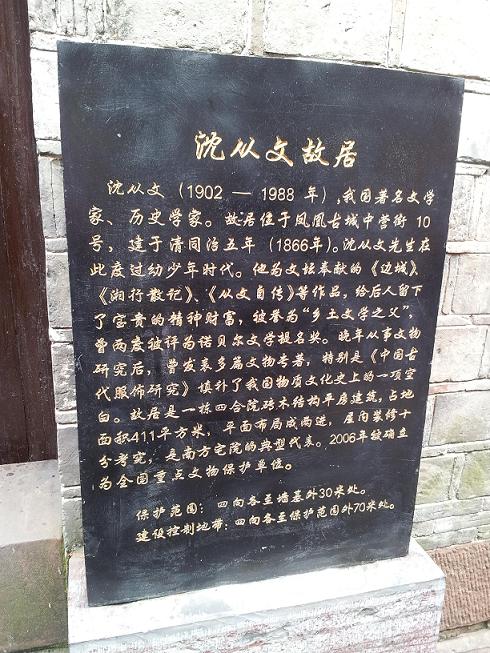 沈从文故居
沈从文（1902 — 1988 年），我国著名文学
家、历史学家。故居位于凤凰古城中营街 10
号，建于清同治五年（1866年）。沈从文先生在
此度过幼少年时代。他为文坛奉献的《边城》、
《湘行散记》、《从文自传》等作品，给后人留下
了宝贵的精神财富，被誉为“乡土文学之父”，
曾两度被评为诺贝尔文学提名奖。晚年从事文物
研究后，曾发表多篇文物专著，特别是《中国古
代服饰研究》填补了我国物质文化史上的一项空
白。故居是一栋四合院砖木结构平房建筑，占地
面积411平方米，平面布局成两进，屋内装修十
分考究，是南方宅院的典型代表。2006年被确立
为全国重点文物保护单位。
保护范围：四向各至墙基外30米处。
建设控制地带：四向各至保护范围外70米处。